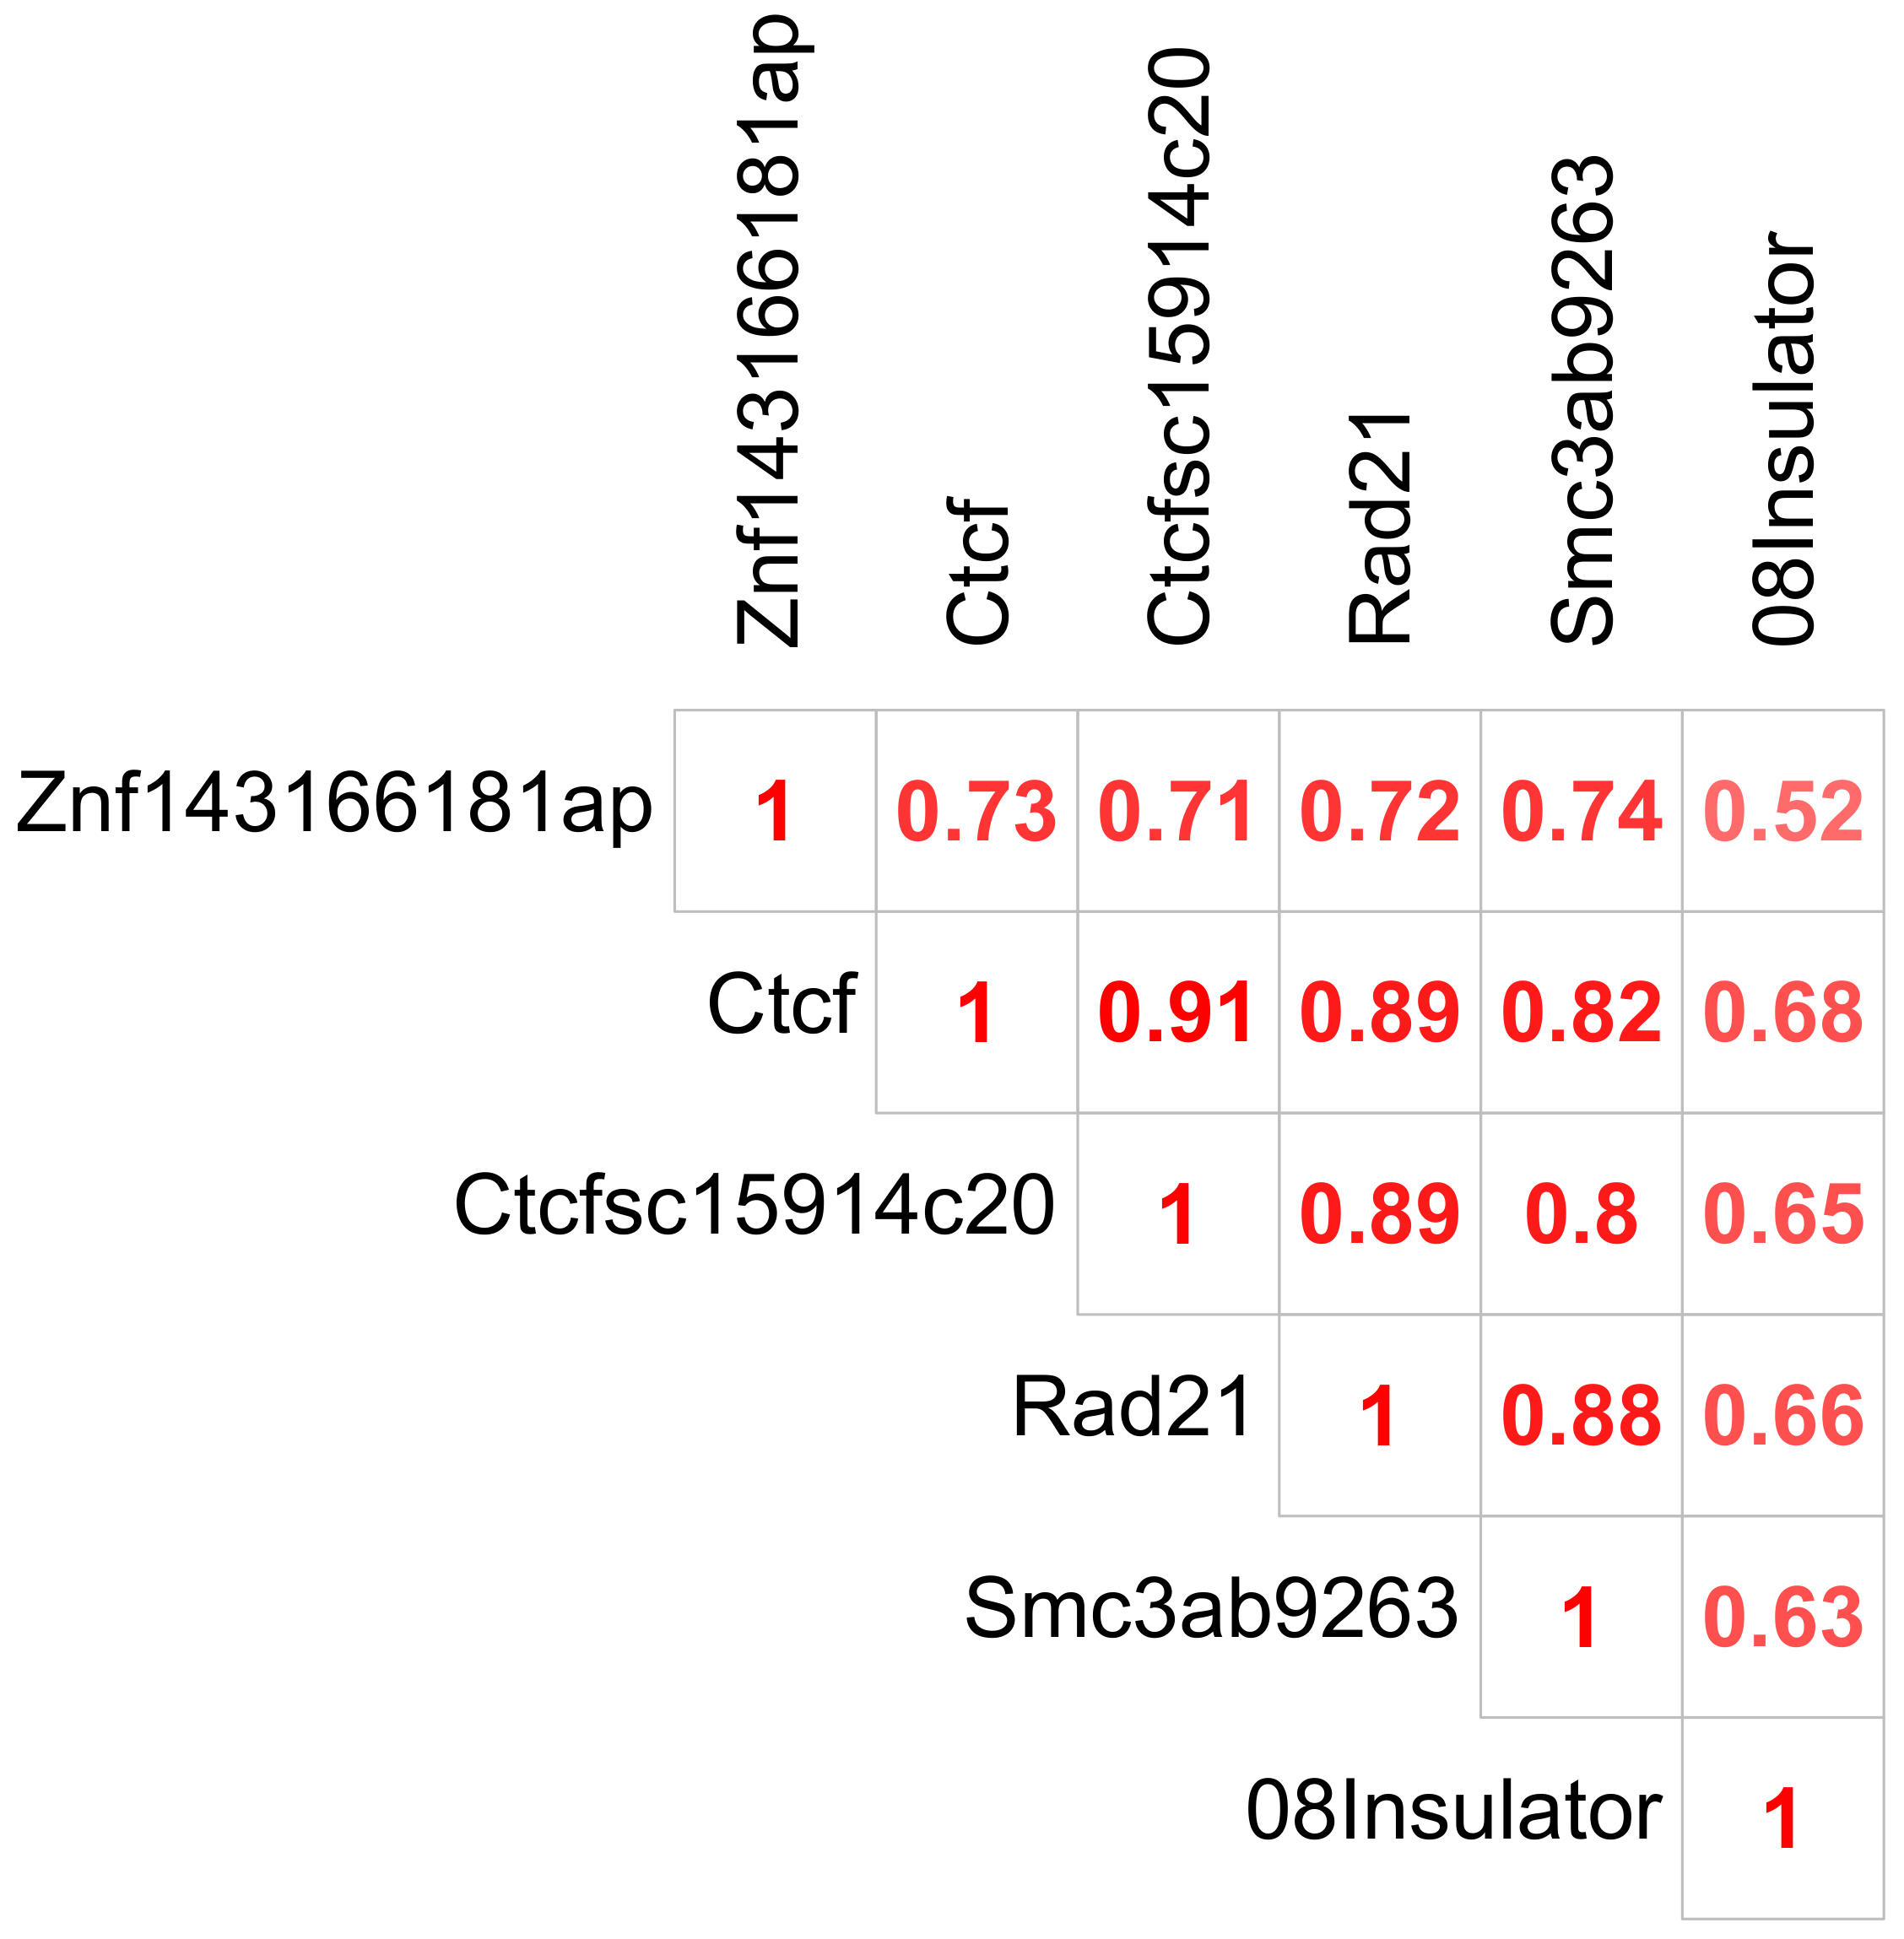 Znf143166181ap
Ctcf
Ctcfsc15914c20
Rad21
Smc3ab9263
08Insulator
Znf143166181ap 1 0.73 0.71 0.72 0.74 0.52
Ctcf 1 0.91 0.89 0.82 0.68
Ctcfsc15914c20 1 0.89 0.8 0.65
Rad21 1 0.88 0.66
Smc3ab9263 1 0.63
08Insulator 1